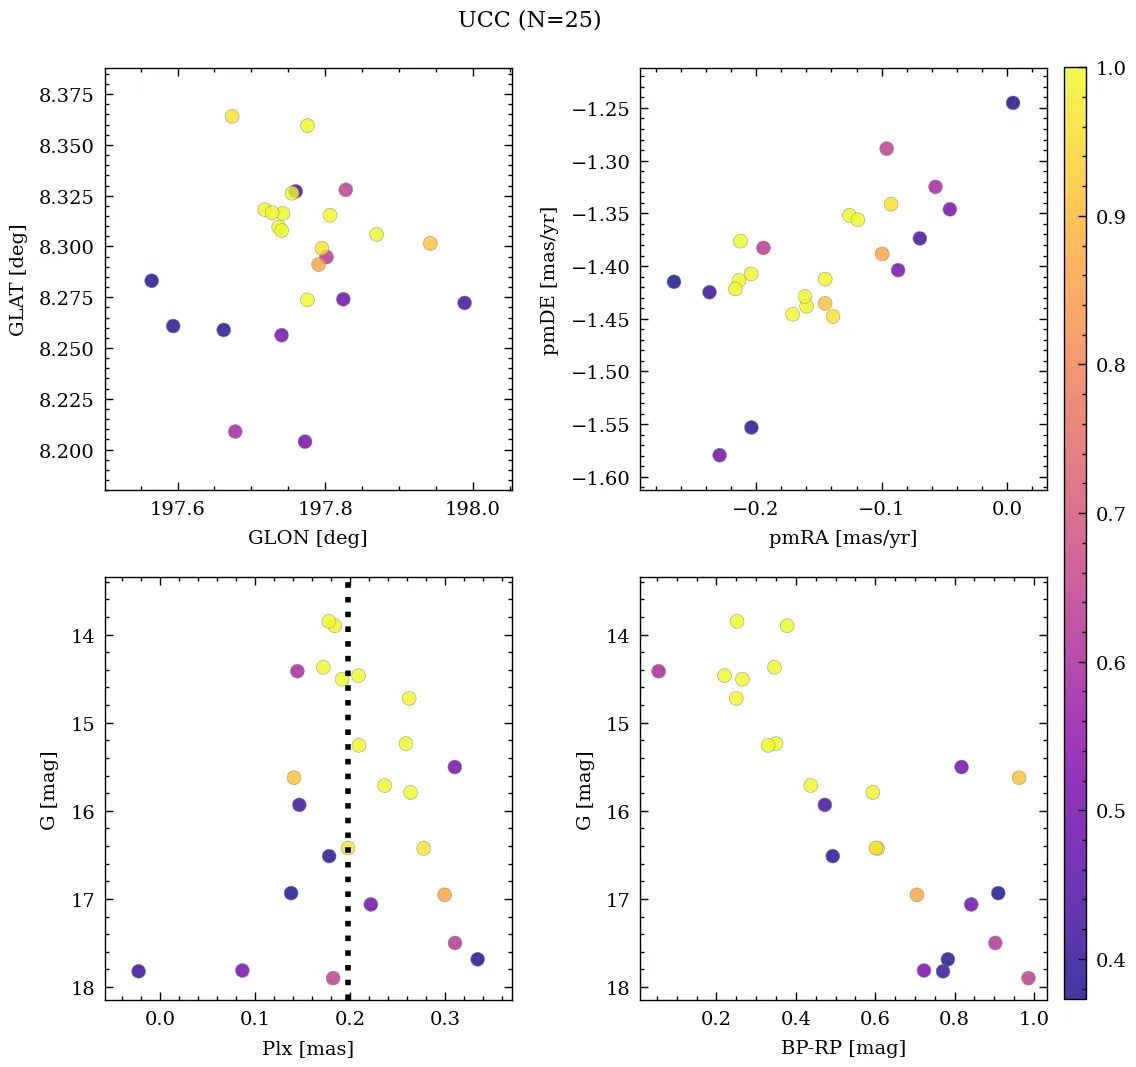 UCC (N=25)
8.375
8.350
8.325
8.300
8.275
8.250
8.225
8.200
GLAT [deg]
197.6 197.8 198.0
GLON [deg]
−1.25
−1.30
−1.35
−1.40
−1.45
−1.50
−1.55
−1.60
pmDE [mas/yr]
−0.2 −0.1 0.0
pmRA [mas/yr]
14
15
16
17
18
G [mag]
0.0 0.1 0.2 0.3
Plx [mas]
14
15
16
17
18
G [mag]
0.2 0.4 0.6 0.8 1.0
BP-RP [mag]
1.0
0.9
0.8
0.7
0.6
0.5
0.4